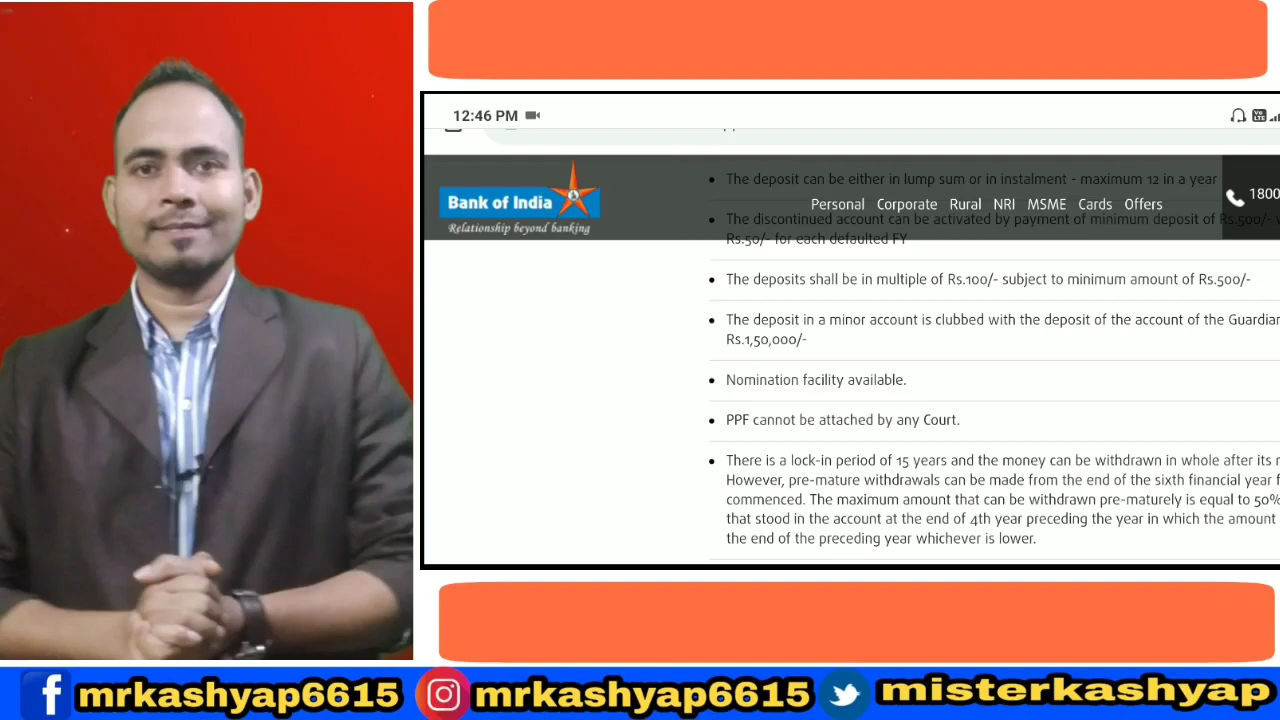 12:46 PM
Bank of India
Relationship beyond banking
Personal Corporate Rural NRI MSME Cards Offers
1800
The deposit can be either in lump sum or in instalment - maximum 12 in a year
The discontinued account can be activated by payment of minimum deposit of Rs.500/-
Rs.50/- for each defaulted FY
The deposits shall be in multiple of Rs.100/- subject to minimum amount of Rs.500/-
The deposit in a minor account is clubbed with the deposit of the account of the Guardian
Rs.1,50,000/-
Nomination facility available.
PPF cannot be attached by any Court.
There is a lock-in period of 15 years and the money can be withdrawn in whole after its
However, pre-mature withdrawals can be made from the end of the sixth financial year
commenced. The maximum amount that can be withdrawn pre-maturely is equal to 50%
that stood in the account at the end of 4th year preceding the year in which the amount
the end of the preceding year whichever is lower.
mrkashyap6615 mrkashyap6615 misterkashyap